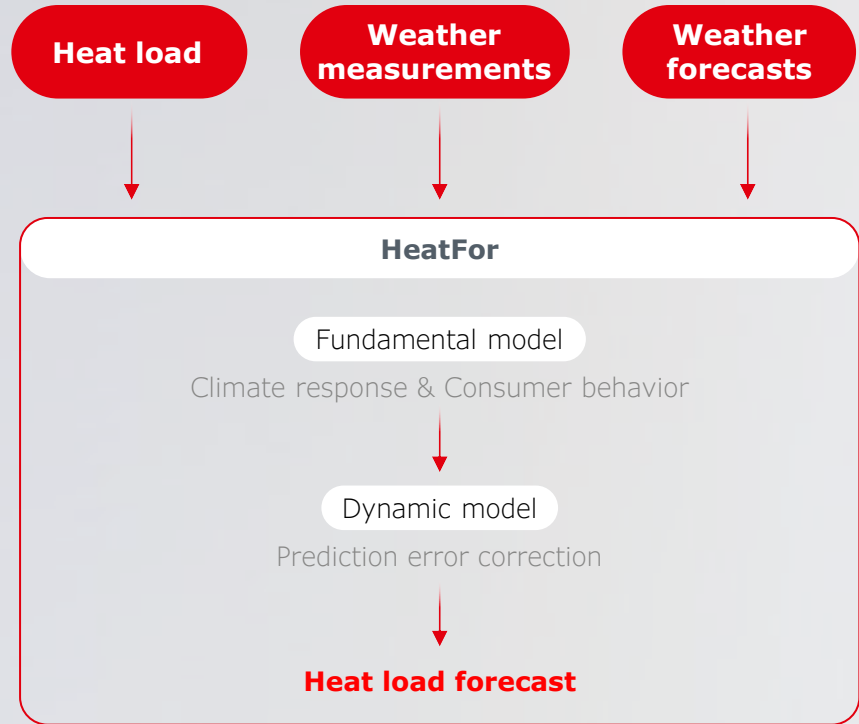 Heat load
Weather
measurements
Weather
forecasts
HeatFor
Fundamental model
Climate response & Consumer behavior
Dynamic model
Prediction error correction
Heat load forecast